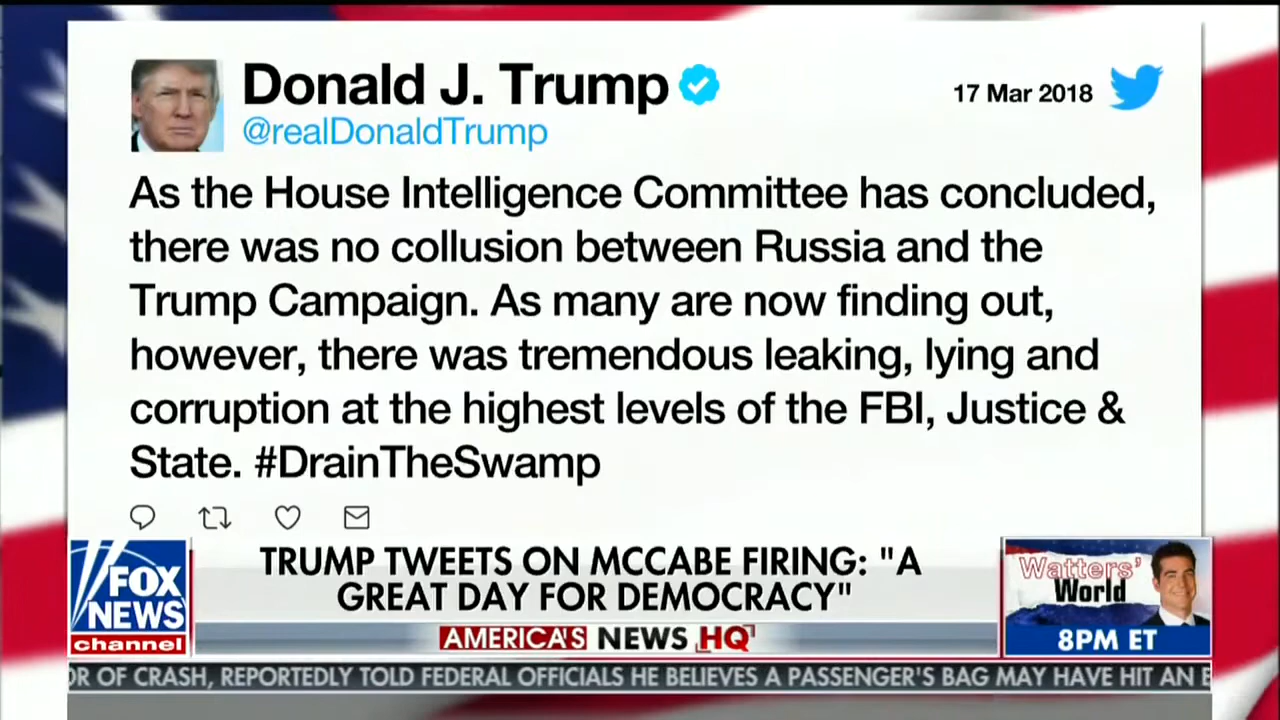 Donald J. Trump
17 Mar 2018
@realDonaldTrump
As the House Intelligence Committee has concluded,
there was no collusion between Russia and the
Trump Campaign. As many are now finding out,
however, there was tremendous leaking, lying and
corruption at the highest levels of the FBI, Justice &
State. #DrainTheSwamp
FOX
NEWS
channel
TRUMP TWEETS ON MCCABE FIRING: "A
GREAT DAY FOR DEMOCRACY"
AMERICA'S NEWS HQ
Watters'
World
8PM ET
OF CRASH, REPORTEDLY TOLD FEDERAL OFFICIALS HE BELIEVES A PASSENGER'S BAG MAY HAVE HIT AN